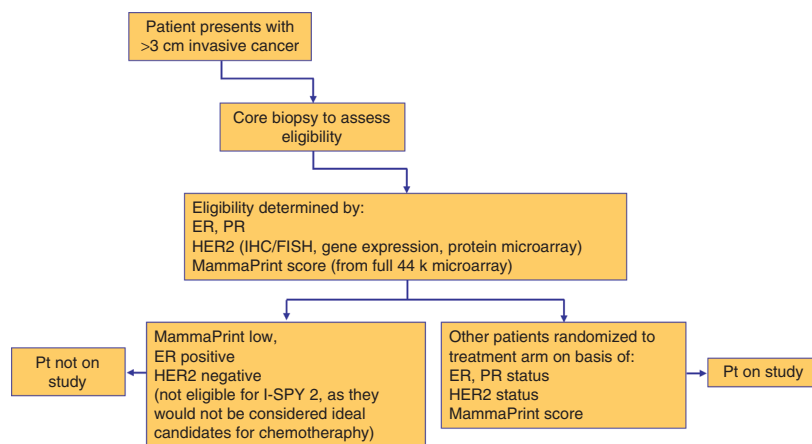 Patient presents with
>3 cm invasive cancer
Core biopsy to assess
eligibility
Eligibility determined by:
ER, PR
HER2 (IHC/FISH, gene expression, protein microarray)
MammaPrint score (from full 44 k microarray)
Pt not on
study
MammaPrint low,
ER positive
HER2 negative
(not eligible for I-SPY 2, as they
would not be considered ideal
candidates for chemotheraphy)
Other patients randomized to
treatment arm on basis of:
ER, PR status
HER2 status
MammaPrint score
Pt on study